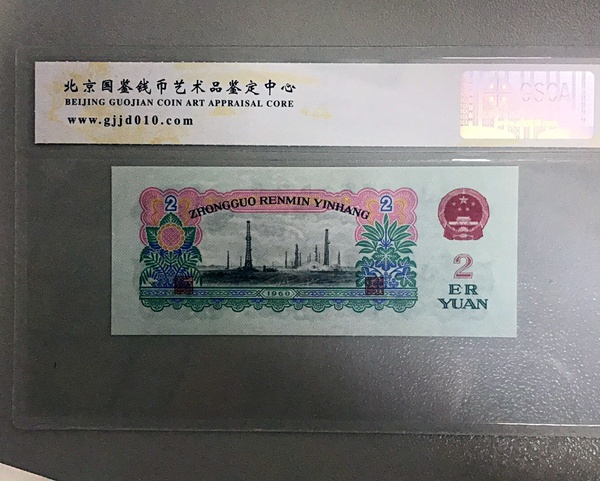 北京国鉴钱币艺术品鉴定中心
BEIJING GUOJIAN COIN ART APPRAISAL CORE
www.gjjd010.com
2 ZHONGGUO RENMIN YINHANG 2
1960
2
ER
YUAN